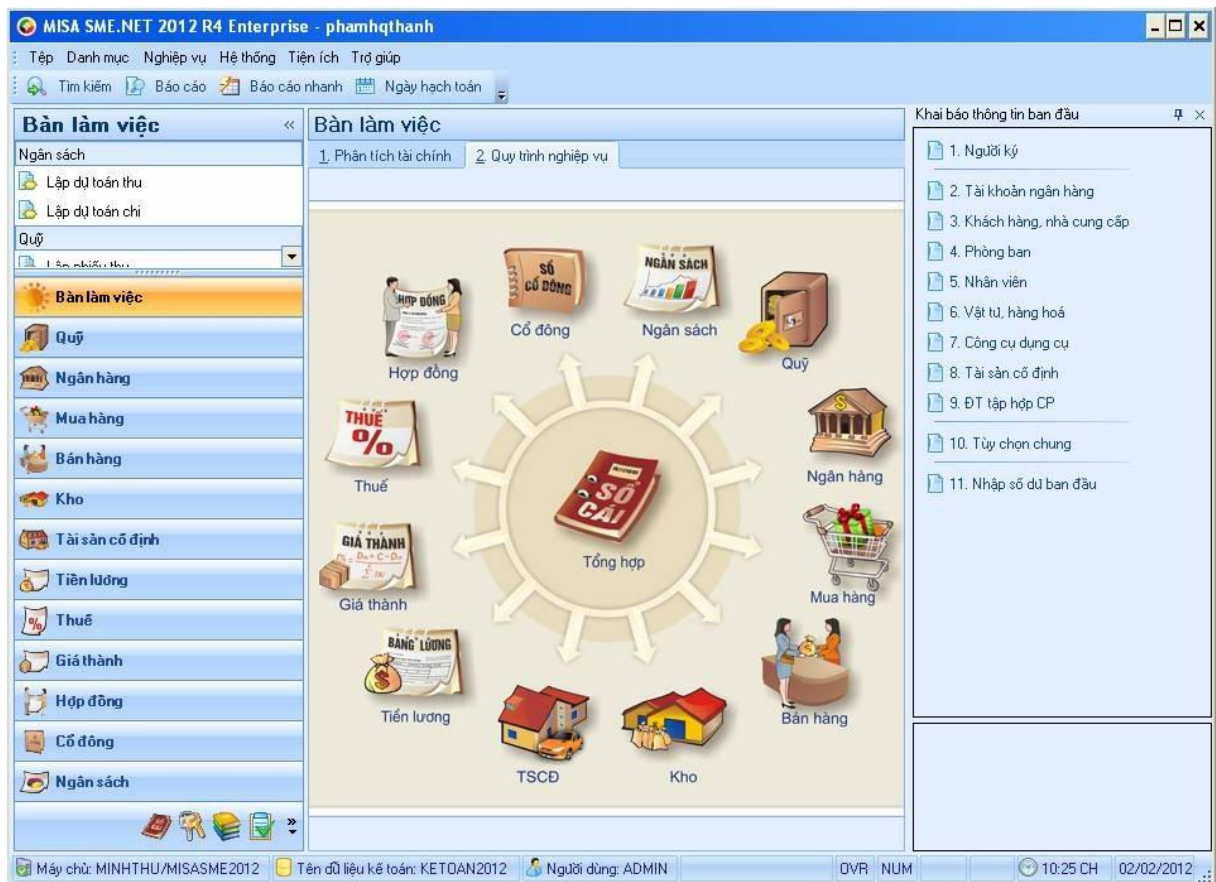 MISA SME.NET 2012 R4 Enterprise - phamhqthanh
Tệp Danh mục Nghiệp vụ Hệ thống Tiện ích Trợ giúp
Tìm kiếm Báo cáo Báo cáo nhanh Ngày hạch toán
Bàn làm việc
Ngân sách
Lập dự toán thu
Lập dự toán chi
Quỹ
Lập phiếu thu
Bàn làm việc
Quỹ
Ngân hàng
Mua hàng
Bán hàng
Kho
Tài sản cố định
Tiền lương
Thuế
Giá thành
Hợp đồng
Cổ đông
Ngân sách
Bàn làm việc
1. Phân tích tài chính 2. Quy trình nghiệp vụ
HỢP ĐỒNG
Hợp đồng
SỔ
CỔ ĐÔNG
Cổ đông
NGÂN SÁCH
Ngân sách
Quỹ
THUẾ
%
Thuế
Ngân hàng
SỔ
CÁI
Tổng hợp
GIÁ THÀNH
Giá thành
Mua hàng
BẢNG LƯƠNG
Tiền lương
TSCĐ
Kho
Bán hàng
Khai báo thông tin ban đầu
1. Người ký
2. Tài khoản ngân hàng
3. Khách hàng, nhà cung cấp
4. Phòng ban
5. Nhân viên
6. Vật tư, hàng hoá
7. Công cụ dụng cụ
8. Tài sản cố định
9. ĐT tập hợp CP
10. Tùy chọn chung
11. Nhập số dư ban đầu
Máy chủ: MINHTHU/MISASME2012 Tên dữ liệu kế toán: KETOAN2012 Người dùng: ADMIN OVR NUM 10:25 CH 02/02/2012